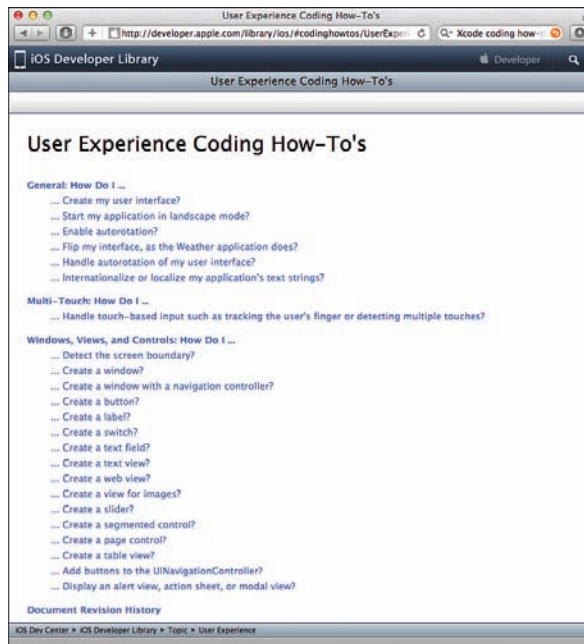 User Experience Coding How-To's
http://developer.apple.com/library/ios/#codinghowtos/UserExperi
Xcode coding how-t
iOS Developer Library
Developer
User Experience Coding How-To's
User Experience Coding How-To's
General: How Do I ...
... Create my user interface?
... Start my application in landscape mode?
... Enable autorotation?
... Flip my interface, as the Weather application does?
... Handle autorotation of my user interface?
... Internationalize or localize my application's text strings?
Multi-Touch: How Do I ...
... Handle touch-based input such as tracking the user's finger or detecting multiple touches?
Windows, Views, and Controls: How Do I ...
... Detect the screen boundary?
... Create a window?
... Create a window with a navigation controller?
... Create a button?
... Create a label?
... Create a switch?
... Create a text field?
... Create a text view?
... Create a web view?
... Create a view for images?
... Create a slider?
... Create a segmented control?
... Create a page control?
... Create a table view?
... Add buttons to the UINavigationController?
... Display an alert view, action sheet, or modal view?
Document Revision History
iOS Dev Center ▸ iOS Developer Library ▸ Topic ▸ User Experience